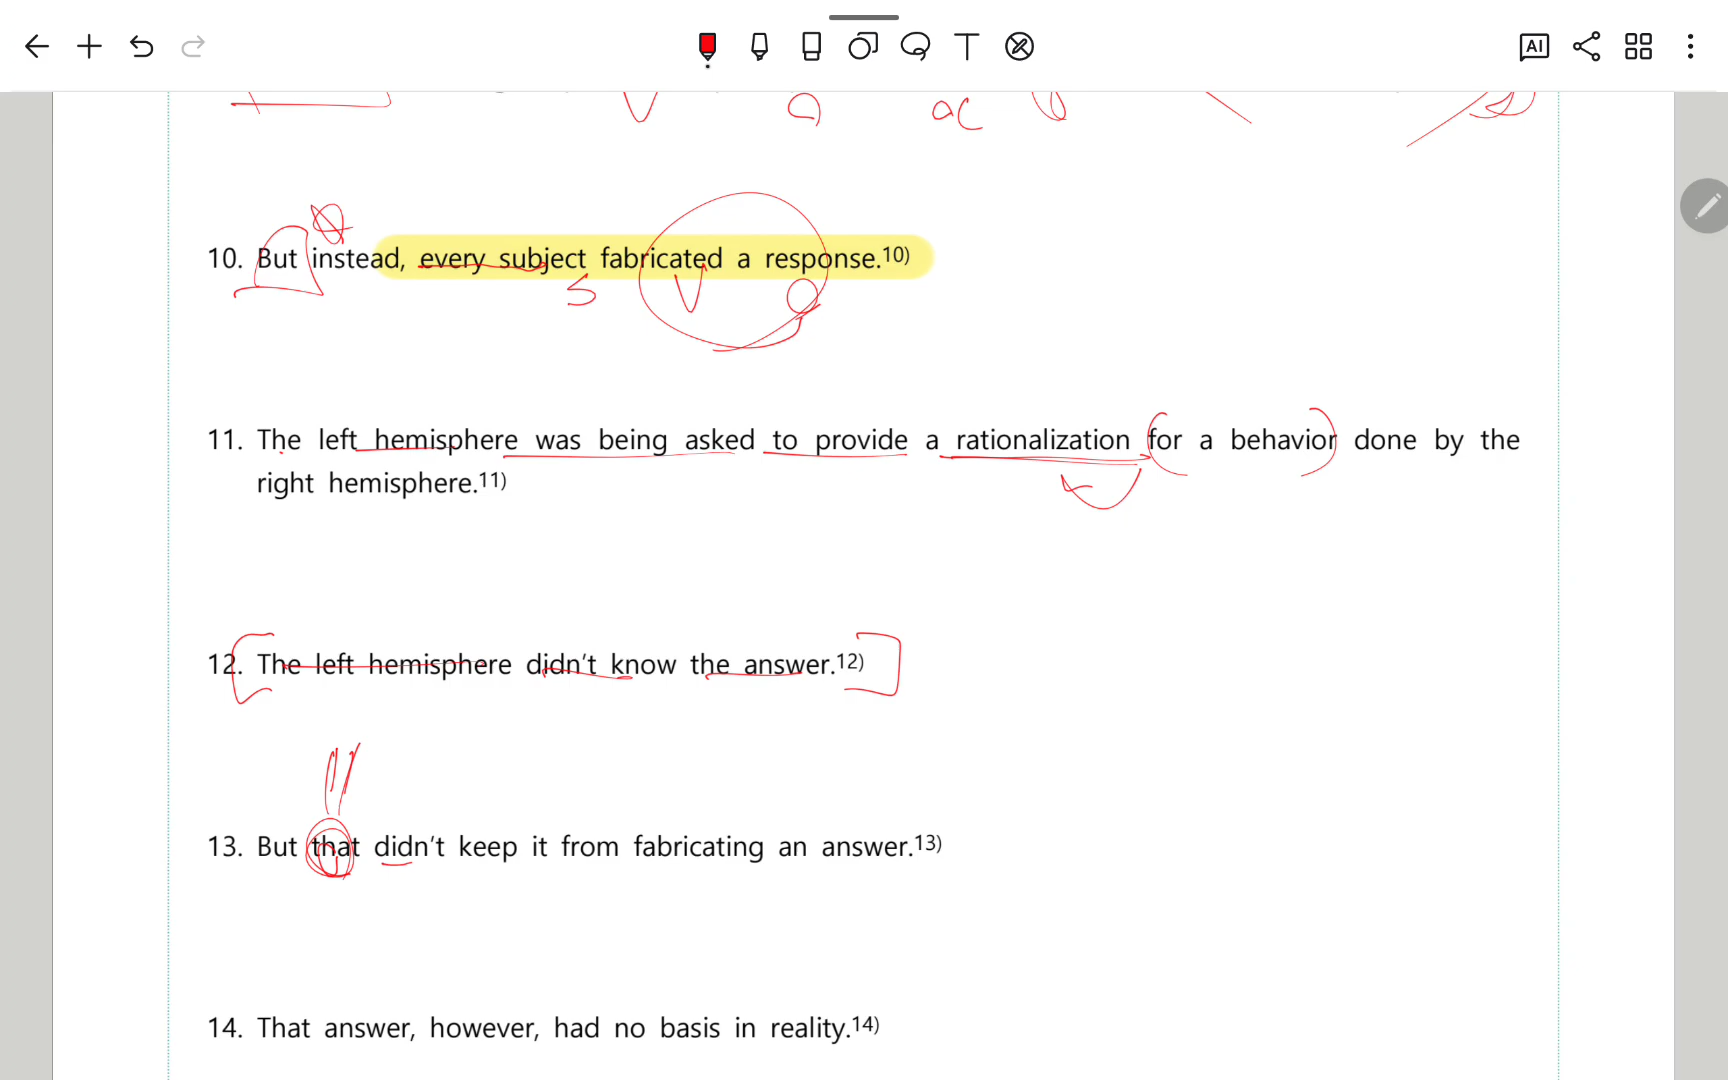 AI
a ac
10. But instead, every subject fabricated a response.10)
S V O
11. The left hemisphere was being asked to provide a rationalization for a behavior done by the
right hemisphere.11)
12. The left hemisphere didn't know the answer.12)
13. But that didn't keep it from fabricating an answer.13)
14. That answer, however, had no basis in reality.14)